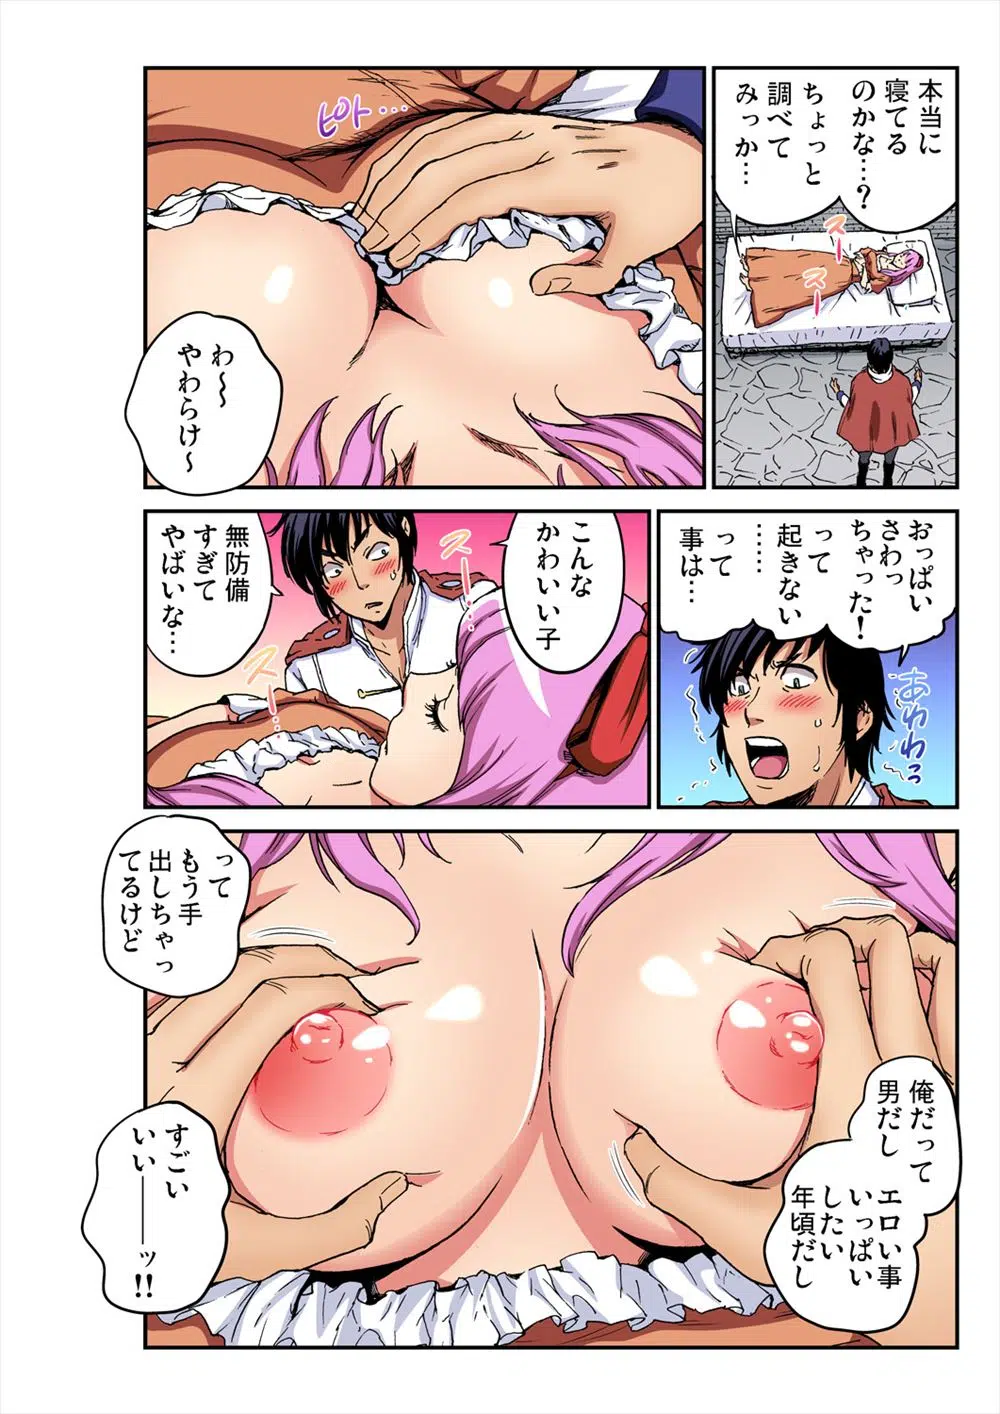 本当に
寝てる
のかな…?
ちょっと
調べて
みっか…
スー…
スー…
ピト…
わ〜
やわらけ〜
おっぱい
さわっ
ちゃった!
って
起きない
……
って
事は…
あわわわ
こんな
かわいい子
スー…
スー…
無防備
すぎて
やばいな…
って
もう手
出しちゃっ
てるけど
俺だって
男だし
エロい事
いっぱい
したい
年頃だし
すごい
いい――ッ!!